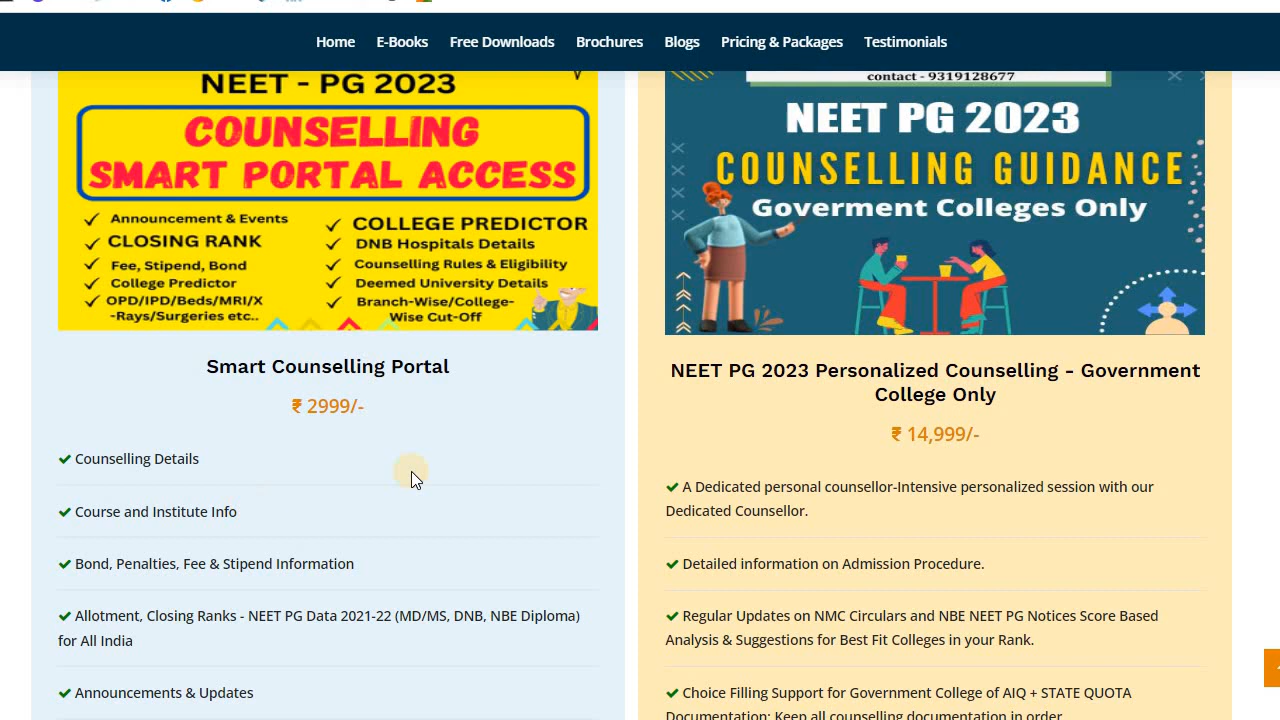 Home E-Books Free Downloads Brochures Blogs Pricing & Packages Testimonials
NEET - PG 2023
COUNSELLING
SMART PORTAL ACCESS
Announcement & Events
CLOSING RANK
Fee, Stipend, Bond
College Predictor
OPD/IPD/Beds/MRI/X
-Rays/Surgeries etc..
COLLEGE PREDICTOR
DNB Hospitals Details
Counselling Rules & Eligibility
Deemed University Details
Branch-Wise/College-
Wise Cut-Off
Smart Counselling Portal
₹ 2999/-
Counselling Details
Course and Institute Info
Bond, Penalties, Fee & Stipend Information
Allotment, Closing Ranks - NEET PG Data 2021-22 (MD/MS, DNB, NBE Diploma)
for All India
Announcements & Updates
contact - 9319128677
NEET PG 2023
COUNSELLING GUIDANCE
Goverment Colleges Only
NEET PG 2023 Personalized Counselling - Government
College Only
₹ 14,999/-
A Dedicated personal counsellor-Intensive personalized session with our
Dedicated Counsellor.
Detailed information on Admission Procedure.
Regular Updates on NMC Circulars and NBE NEET PG Notices Score Based
Analysis & Suggestions for Best Fit Colleges in your Rank.
Choice Filling Support for Government College of AIQ + STATE QUOTA
Documentation: Keep all counselling documentation in order